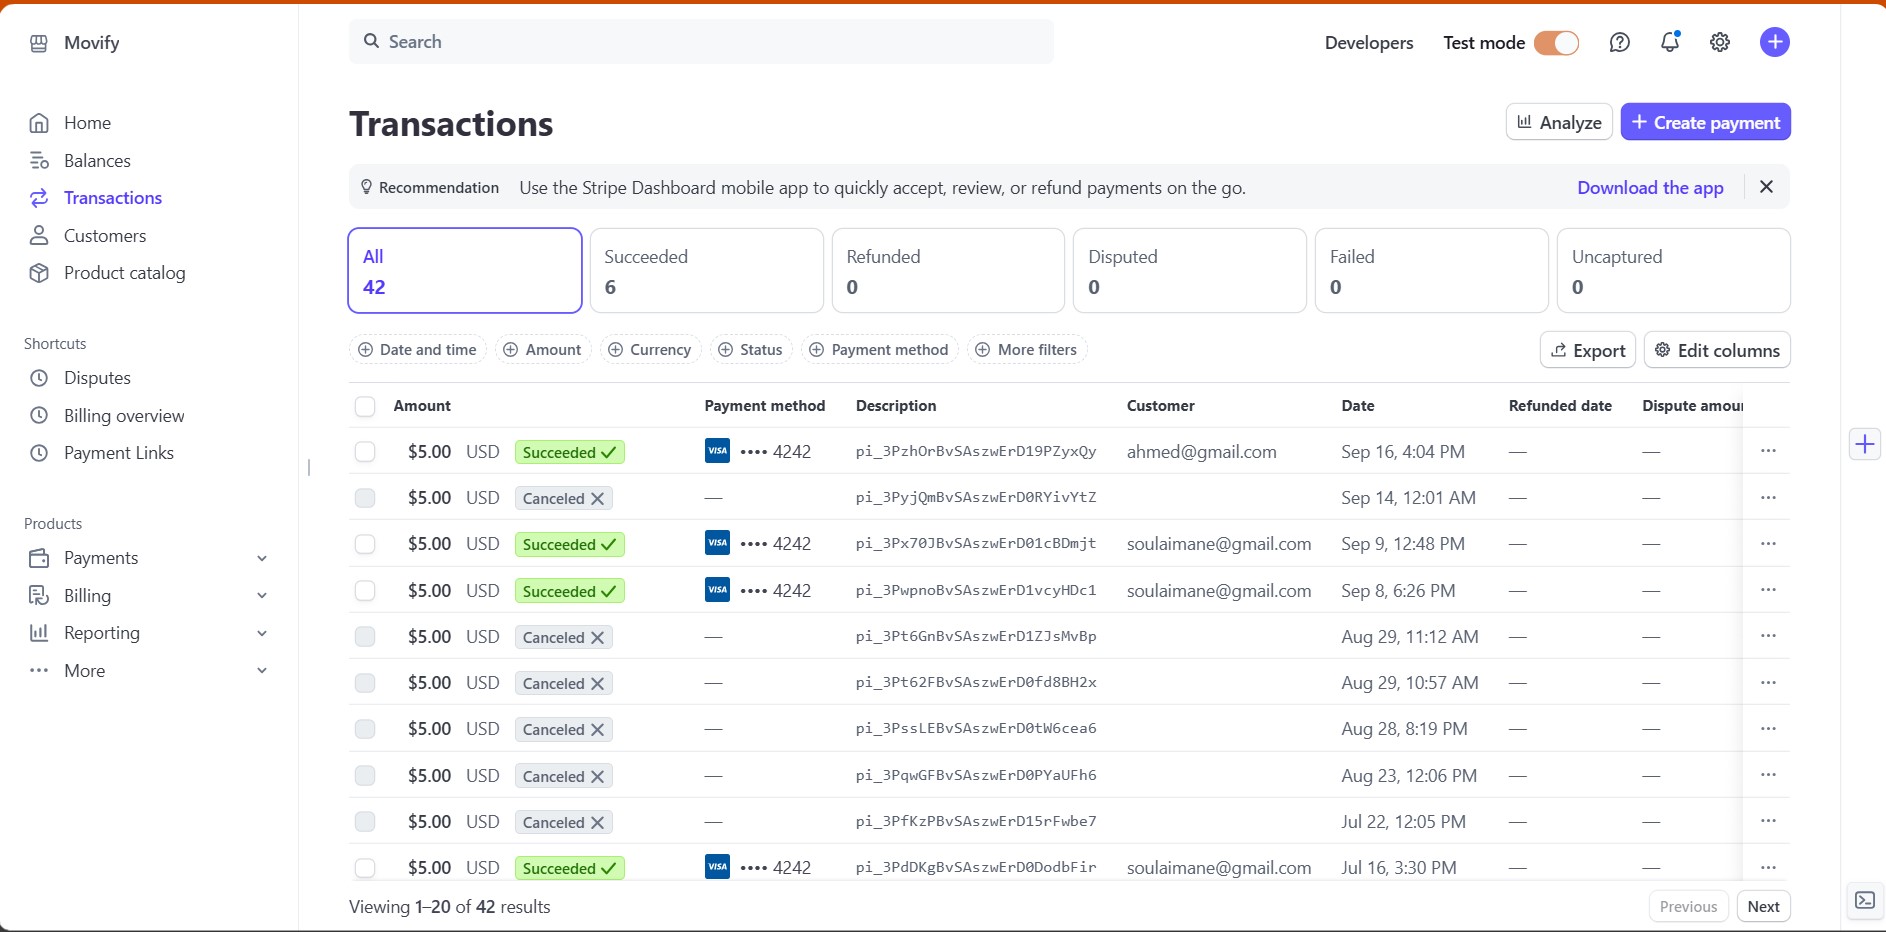 Movify
Search
Developers
Test mode
Home
Balances
Transactions
Customers
Product catalog
Shortcuts
Disputes
Billing overview
Payment Links
Products
Payments
Billing
Reporting
More
Transactions
Analyze
Create payment
Recommendation Use the Stripe Dashboard mobile app to quickly accept, review, or refund payments on the go. Download the app
All
42
Succeeded
6
Refunded
0
Disputed
0
Failed
0
Uncaptured
0
Date and time Amount Currency Status Payment method More filters Export Edit columns
Amount Payment method Description Customer Date Refunded date Dispute amour
$5.00 USD Succeeded VISA •••• 4242 pi_3PzhOrBvSAszwErD19PZyxQy ahmed@gmail.com Sep 16, 4:04 PM — —
$5.00 USD Canceled — pi_3PyjQmBvSAszwErD0RYivYtZ Sep 14, 12:01 AM — —
$5.00 USD Succeeded VISA •••• 4242 pi_3Px70JBvSAszwErD01cBDmjt soulaimane@gmail.com Sep 9, 12:48 PM — —
$5.00 USD Succeeded VISA •••• 4242 pi_3PwpnoBvSAszwErD1vcyHDc1 soulaimane@gmail.com Sep 8, 6:26 PM — —
$5.00 USD Canceled — pi_3Pt6GnBvSAszwErD1ZJsMvBp Aug 29, 11:12 AM — —
$5.00 USD Canceled — pi_3Pt62FBvSAszwErD0fd8BH2x Aug 29, 10:57 AM — —
$5.00 USD Canceled — pi_3PssLEBvSAszwErD0tW6cea6 Aug 28, 8:19 PM — —
$5.00 USD Canceled — pi_3PqwGFBvSAszwErD0PYaUFh6 Aug 23, 12:06 PM — —
$5.00 USD Canceled — pi_3PfKzPBvSAszwErD15rFwbe7 Jul 22, 12:05 PM — —
$5.00 USD Succeeded VISA •••• 4242 pi_3PdDKgBvSAszwErD0DodbFir soulaimane@gmail.com Jul 16, 3:30 PM — —
Viewing 1–20 of 42 results
Previous Next